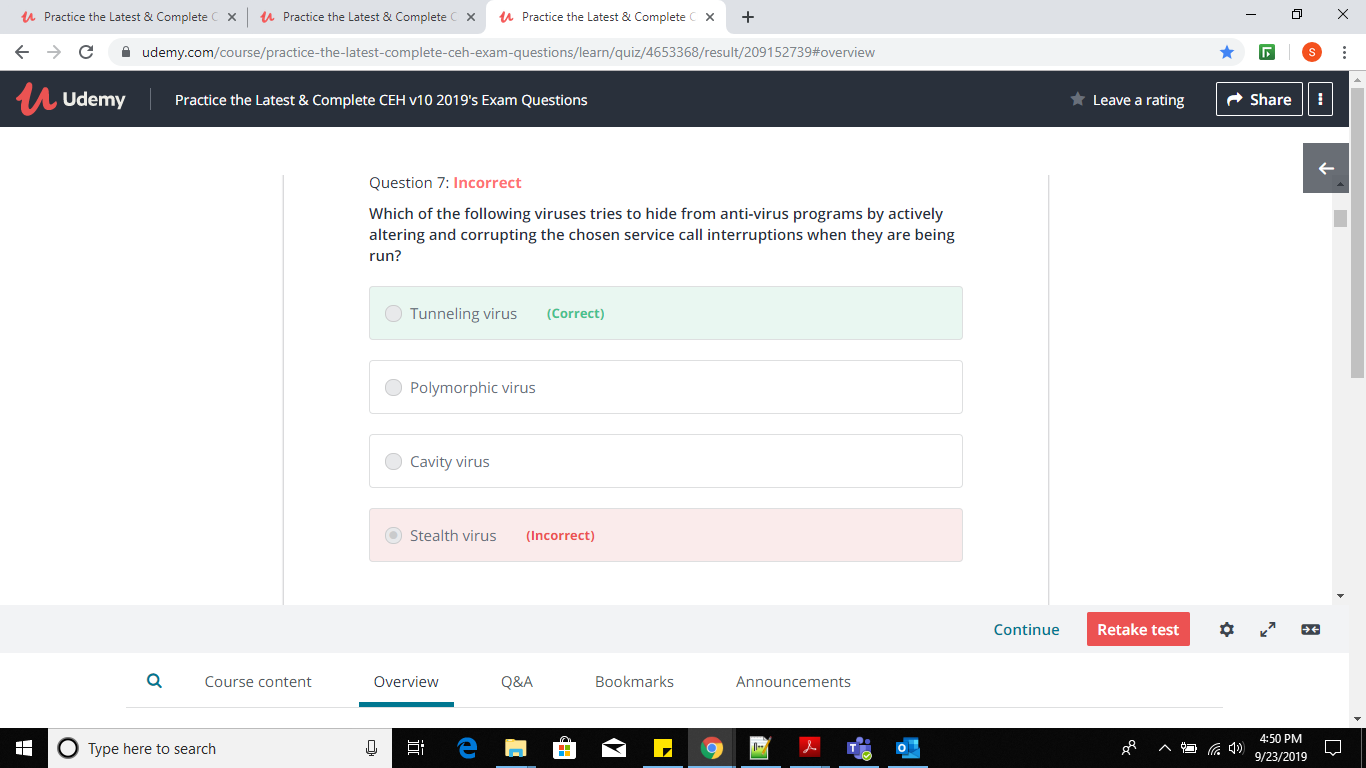 Practice the Latest & Complete C
Practice the Latest & Complete C
Practice the Latest & Complete C
udemy.com/course/practice-the-latest-complete-ceh-exam-questions/learn/quiz/4653368/result/209152739#overview
S
Udemy
Practice the Latest & Complete CEH v10 2019's Exam Questions
Leave a rating
Share
Question 7: Incorrect
Which of the following viruses tries to hide from anti-virus programs by actively
altering and corrupting the chosen service call interruptions when they are being
run?
Tunneling virus (Correct)
Polymorphic virus
Cavity virus
Stealth virus (Incorrect)
Continue
Retake test
Course content
Overview
Q&A
Bookmarks
Announcements
Type here to search
4:50 PM
9/23/2019